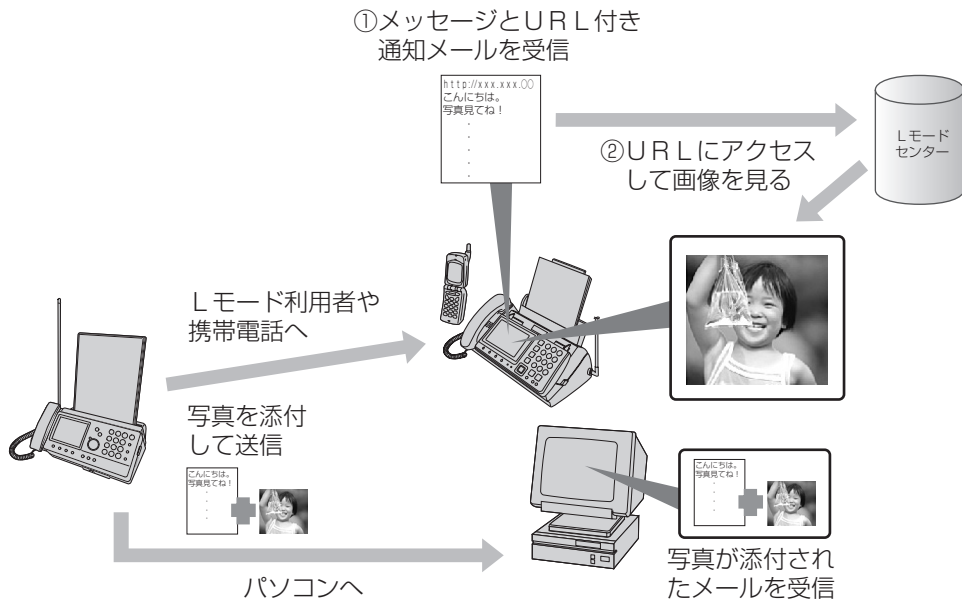 ①メッセージとＵＲＬ付き
通知メールを受信
http://xxx.xxx.○○
こんにちは。
写真見てね！
・
・
・
・
・
Ｌモード
センター
②ＵＲＬにアクセス
して画像を見る
Ｌモード利用者や
携帯電話へ
写真を添付
して送信
こんにちは。
写真見てね！
・
・
・
・
パソコンへ
こんにちは。
写真見てね！
・
・
・
・
写真が添付され
たメールを受信